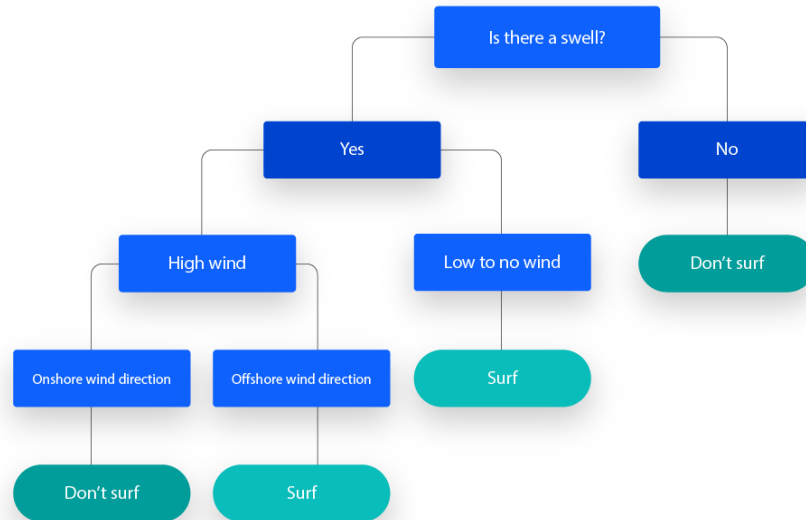 Is there a swell?
Yes
No
High wind
Low to no wind
Don’t surf
Onshore wind direction
Offshore wind direction
Surf
Don’t surf
Surf